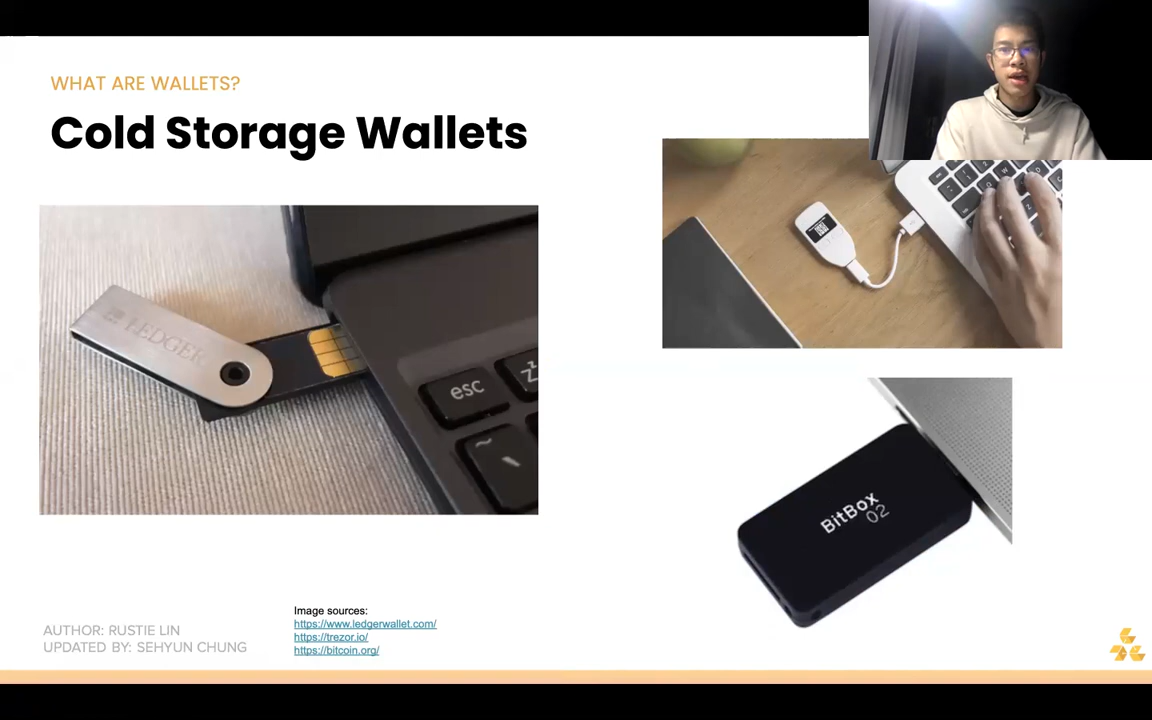 WHAT ARE WALLETS?
Cold Storage Wallets
LEDGER
esc
Z
~
BitBox
02
Image sources:
https://www.ledgerwallet.com/
https://trezor.io/
https://bitcoin.org/
AUTHOR: RUSTIE LIN
UPDATED BY: SEHYUN CHUNG